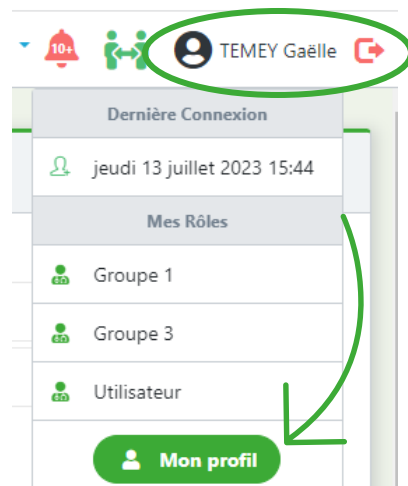 10+
TEMEY Gaëlle
Dernière Connexion
jeudi 13 juillet 2023 15:44
Mes Rôles
Groupe 1
Groupe 3
Utilisateur
Mon profil